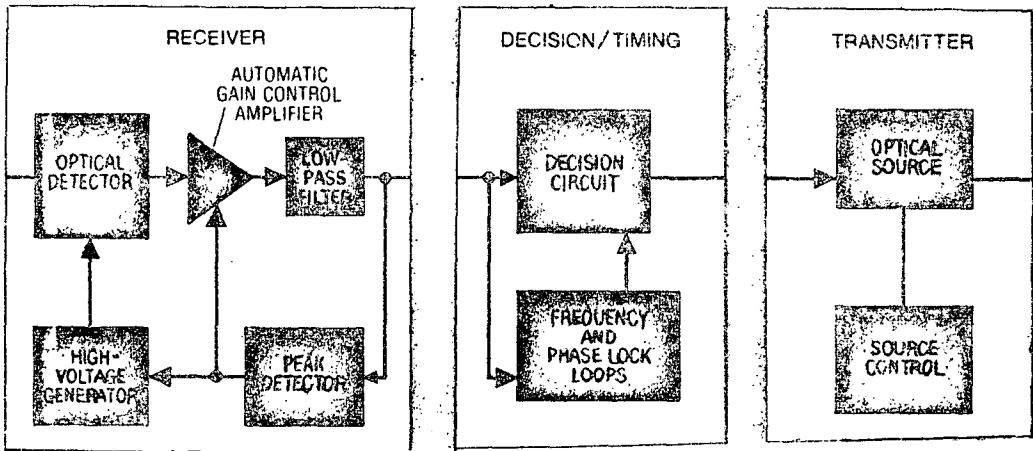 RECEIVER
AUTOMATIC
GAIN CONTROL
AMPLIFIER
OPTICAL
DETECTOR
LOW-
PASS
FILTER
HIGH-
VOLTAGE
GENERATOR
PEAK
DETECTOR
DECISION/TIMING
DECISION
CIRCUIT
FREQUENCY
AND
PHASE LOCK
LOOPS
TRANSMITTER
OPTICAL
SOURCE
SOURCE
CONTROL